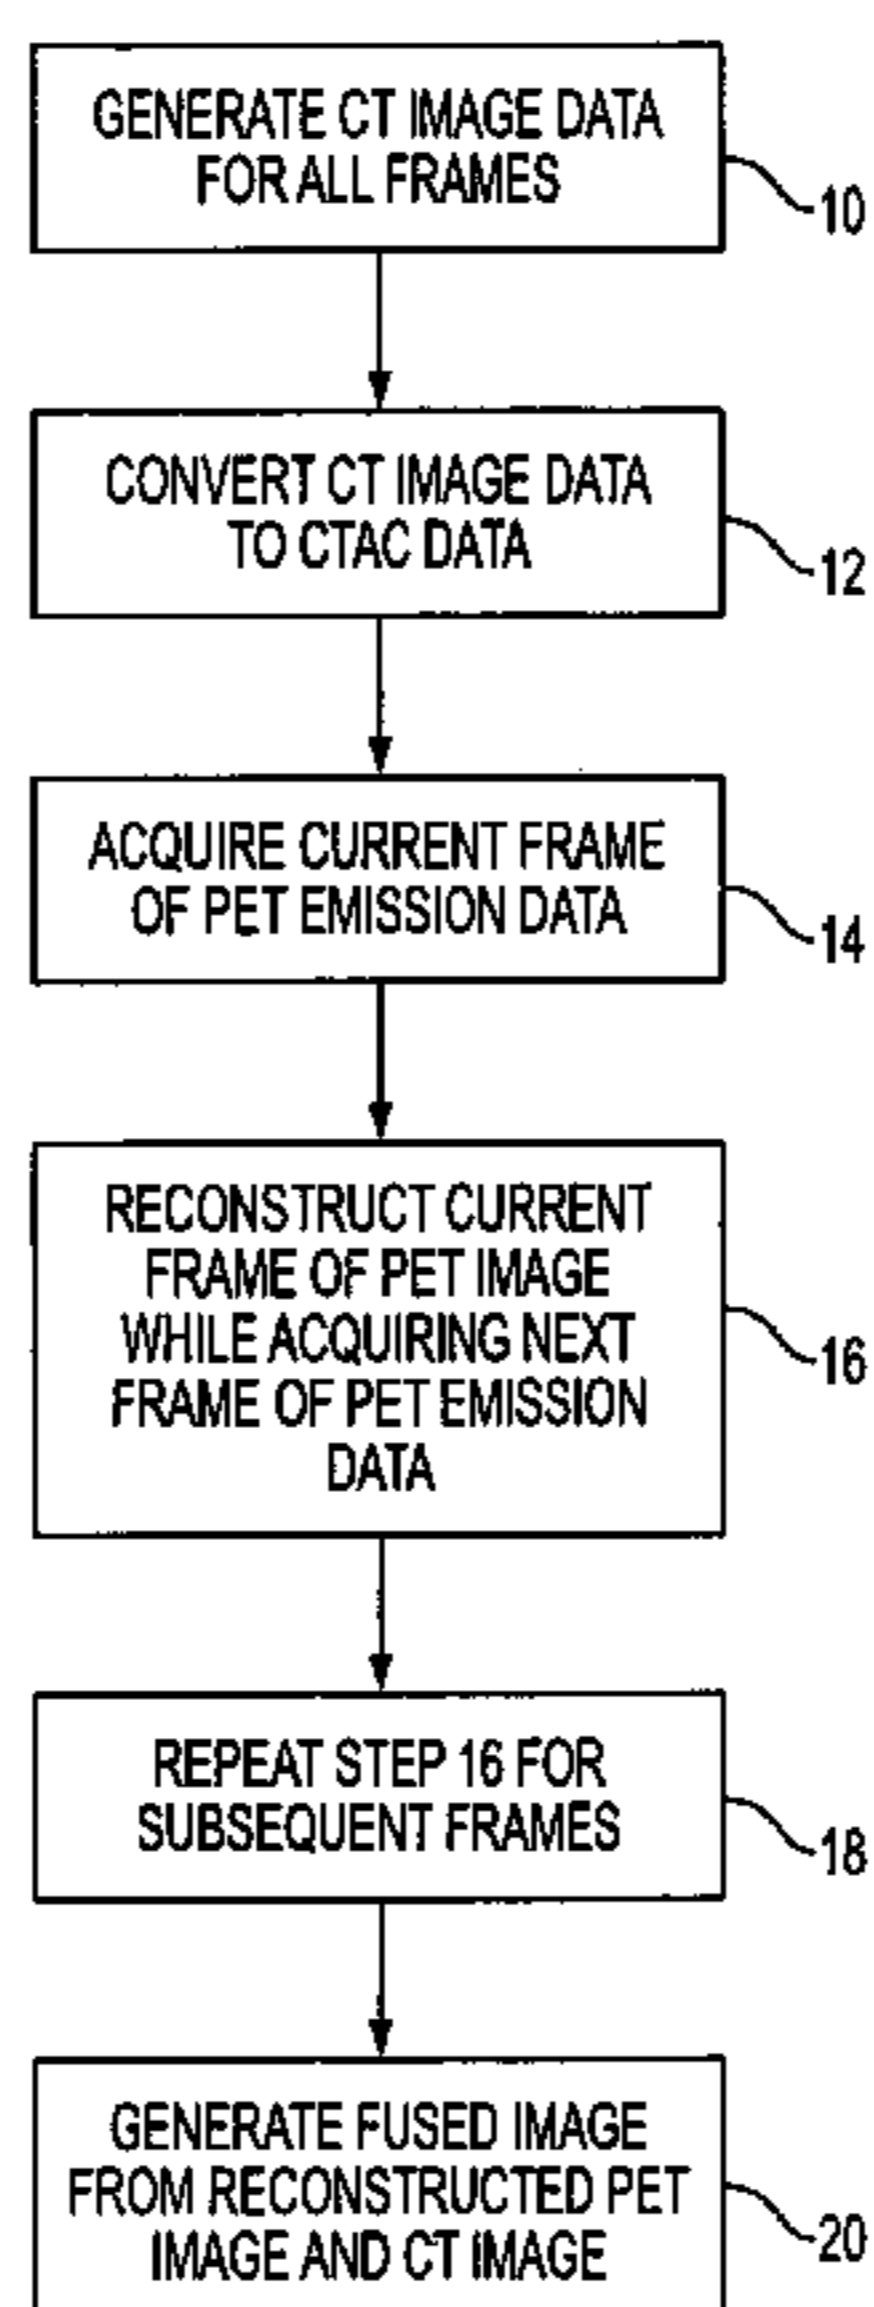 GENERATE CT IMAGE DATA
FOR ALL FRAMES
10
CONVERT CT IMAGE DATA
TO CTAC DATA
12
ACQUIRE CURRENT FRAME
OF PET EMISSION DATA
14
RECONSTRUCT CURRENT
FRAME OF PET IMAGE
WHILE ACQUIRING NEXT
FRAME OF PET EMISSION
DATA
16
REPEAT STEP 16 FOR
SUBSEQUENT FRAMES
18
GENERATE FUSED IMAGE
FROM RECONSTRUCTED PET
IMAGE AND CT IMAGE
20